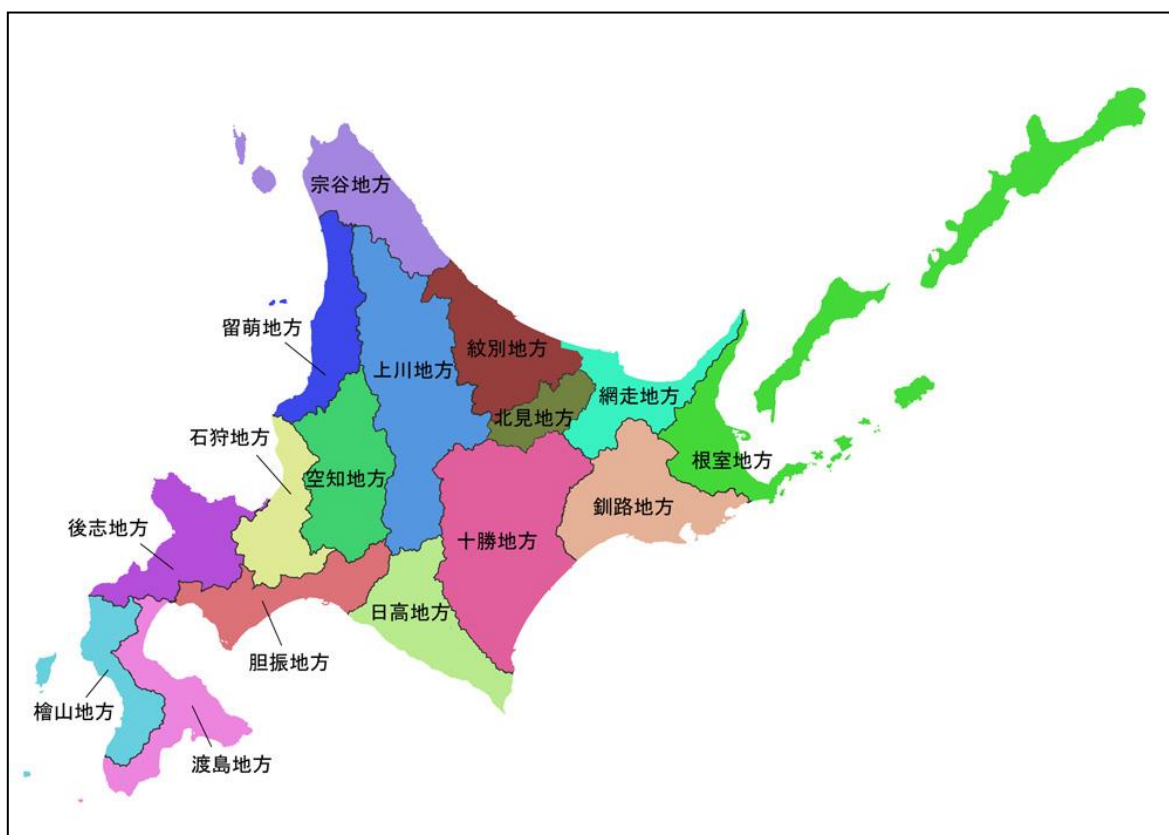 宗谷地方
留萌地方
紋別地方
上川地方
網走地方
北見地方
石狩地方
根室地方
空知地方
釧路地方
後志地方
十勝地方
日高地方
胆振地方
檜山地方
渡島地方